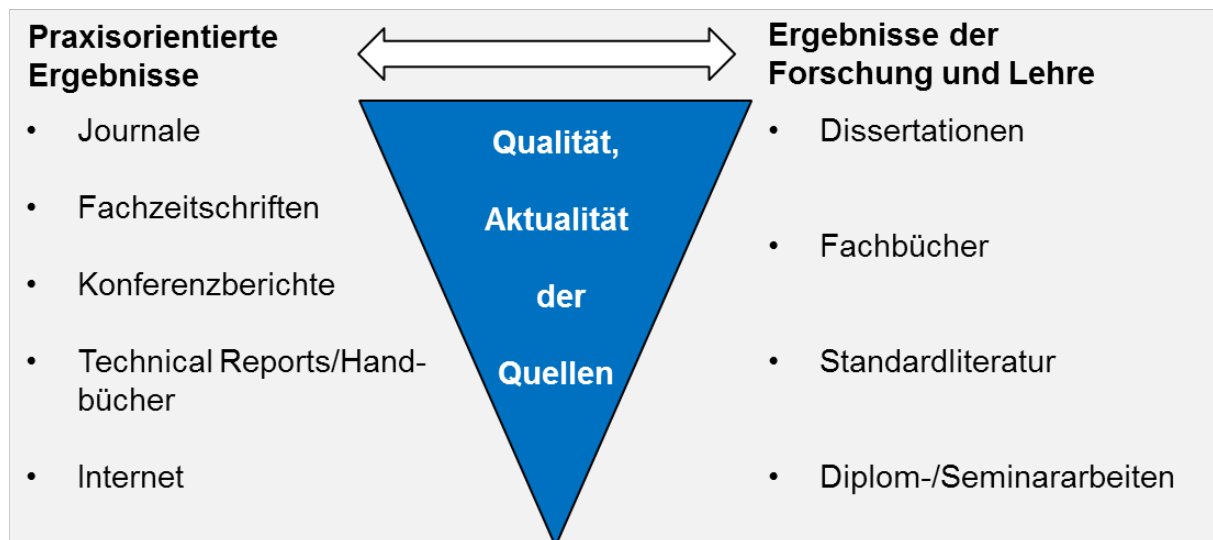 Praxisorientierte
Ergebnisse
• Journale
• Fachzeitschriften
• Konferenzberichte
• Technical Reports/Hand-
bücher
• Internet
Qualität,
Aktualität
der
Quellen
Ergebnisse der
Forschung und Lehre
• Dissertationen
• Fachbücher
• Standardliteratur
• Diplom-/Seminararbeiten